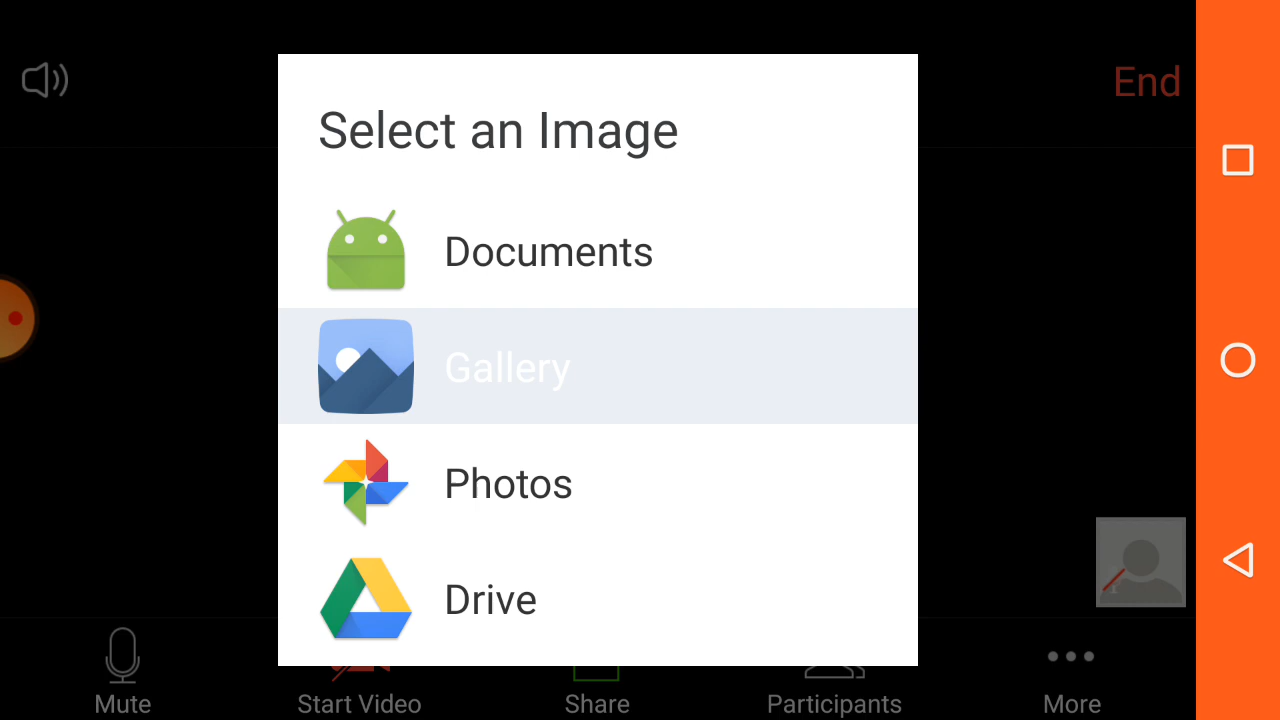 End
Select an Image
Documents
Gallery
Photos
Drive
Mute
Start Video
Share
Participants
More